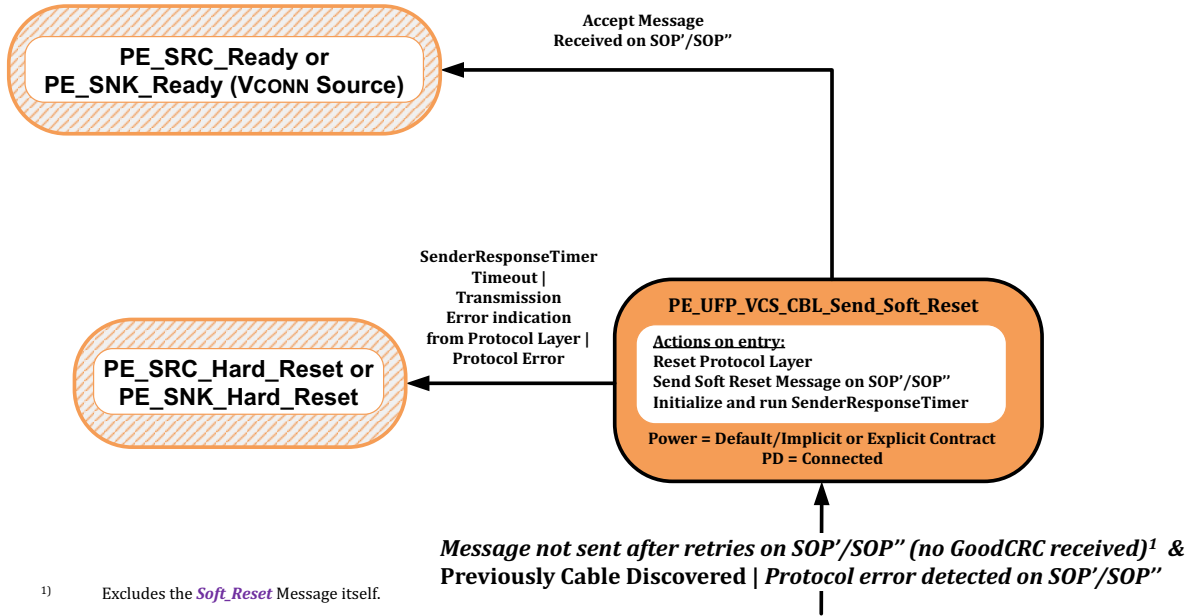 Accept Message
Received on SOP'/SOP''
PE_SRC_Ready or
PE_SNK_Ready (VCONN Source)
SenderResponseTimer
Timeout |
Transmission
Error indication
from Protocol Layer |
Protocol Error
PE_SRC_Hard_Reset or
PE_SNK_Hard_Reset
PE_UFP_VCS_CBL_Send_Soft_Reset
Actions on entry:
Reset Protocol Layer
Send Soft Reset Message on SOP'/SOP''
Initialize and run SenderResponseTimer
Power = Default/Implicit or Explicit Contract
PD = Connected
Message not sent after retries on SOP'/SOP'' (no GoodCRC received)¹ &
Previously Cable Discovered | Protocol error detected on SOP'/SOP''
1) Excludes the Soft_Reset Message itself.